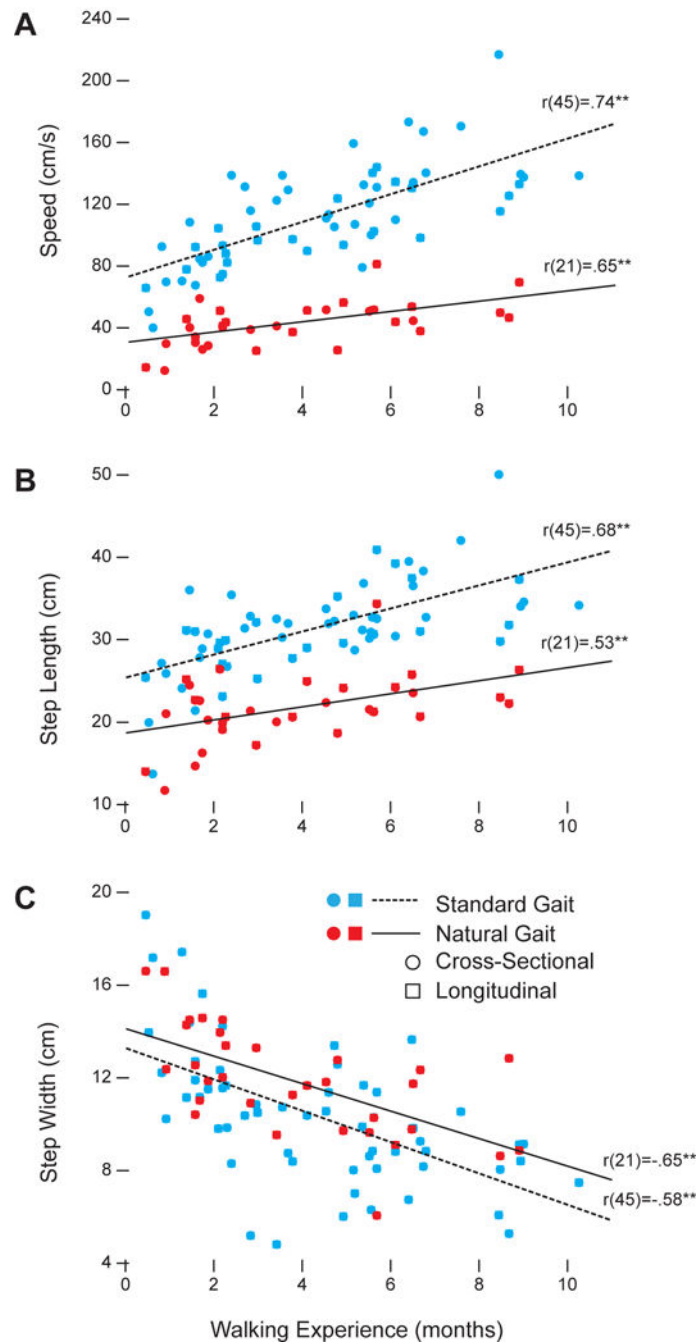 A
240
200
160
120
80
40
0
Speed (cm/s)
r(45)=.74**
r(21)=.65**
0 2 4 6 8 10
B
50
40
30
20
10
Step Length (cm)
r(45)=.68**
r(21)=.53**
0 2 4 6 8 10
C
20
16
12
8
4
Step Width (cm)
Standard Gait
Natural Gait
Cross-Sectional
Longitudinal
r(21)=-.65**
r(45)=-.58**
0 2 4 6 8 10
Walking Experience (months)